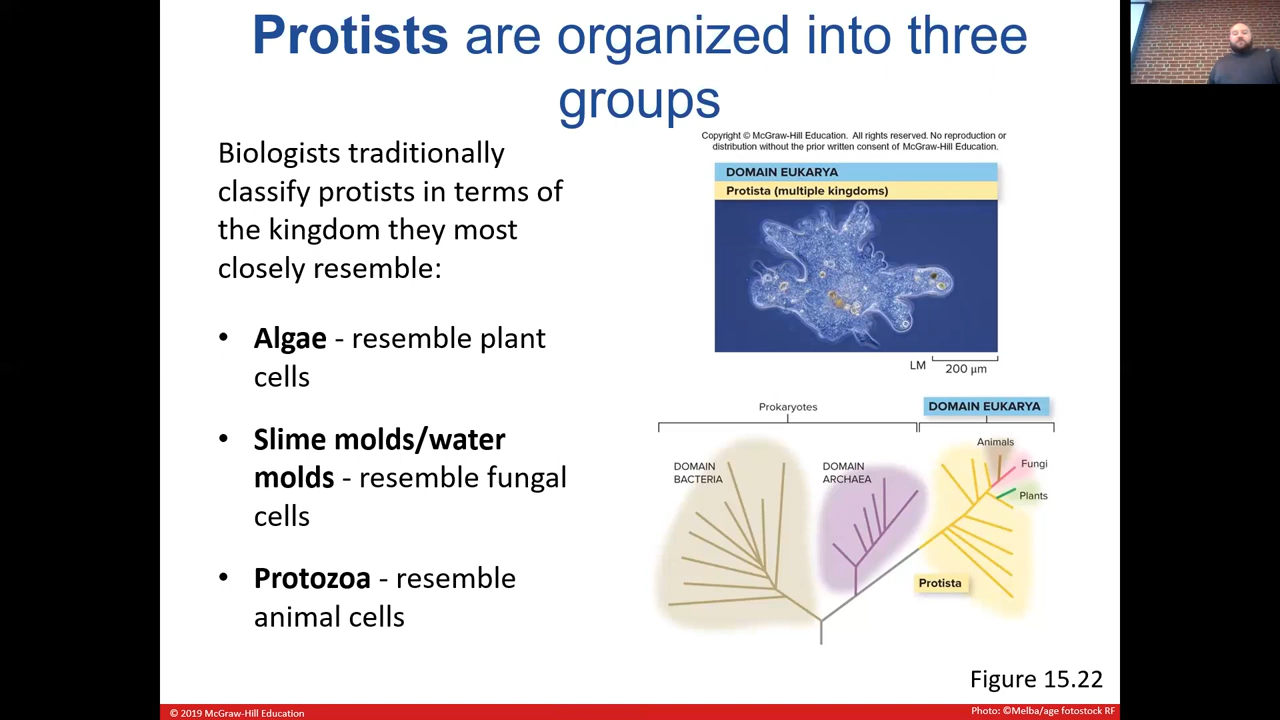 Protists are organized into three
groups
Biologists traditionally
classify protists in terms of
the kingdom they most
closely resemble:
• Algae - resemble plant
cells
• Slime molds/water
molds - resemble fungal
cells
• Protozoa - resemble
animal cells
Copyright © McGraw-Hill Education. All rights reserved. No reproduction or
distribution without the prior written consent of McGraw-Hill Education.
DOMAIN EUKARYA
Protista (multiple kingdoms)
LM
200 µm
Prokaryotes
DOMAIN EUKARYA
DOMAIN
BACTERIA
DOMAIN
ARCHAEA
Animals
Fungi
Plants
Protista
Figure 15.22
© 2019 McGraw-Hill Education
Photo: ©Melba/age fotostock RF